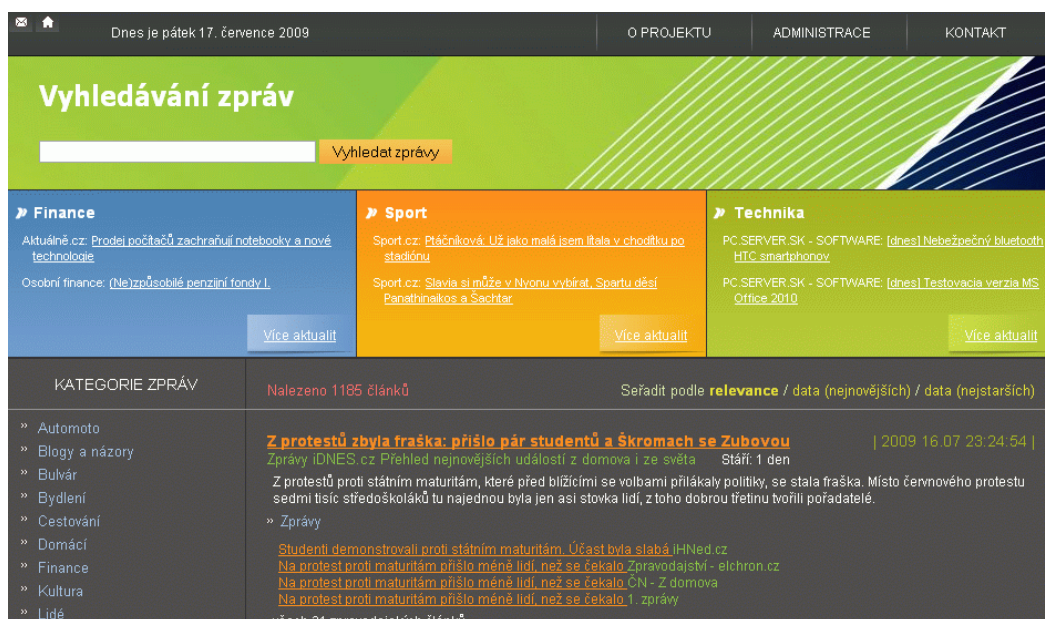 Dnes je pátek 17. července 2009
O PROJEKTU
ADMINISTRACE
KONTAKT
Vyhledávání zpráv
Vyhledat zprávy
Finance
Aktuálně.cz: Prodej počítačů zachraňují notebooky a nové
technologie
Osobní finance: (Ne)způsobilé penzijní fondy I.
Více aktualit
Sport
Sport.cz: Ptáčníková: Už jako malá jsem lítala v chodítku po
stadiónu
Sport.cz: Slavia si může v Nyonu vybírat, Spartu děsí
Panathinaikos a Šachtar
Více aktualit
Technika
PC.SERVER.SK - SOFTWARE: [dnes] Nebežpečný bluetooth
HTC smartphonov
PC.SERVER.SK - SOFTWARE: [dnes] Testovacia verzia MS
Office 2010
Více aktualit
KATEGORIE ZPRÁV
» Automoto
» Blogy a názory
» Bulvár
» Bydlení
» Cestování
» Domácí
» Finance
» Kultura
» Lidé
Nalezeno 1185 článků
Seřadit podle relevance / data (nejnovějších) / data (nejstarších)
Z protestů zbyla fraška: přišlo pár studentů a Škromach se Zubovou | 2009 16.07 23:24:54 |
Zprávy iDNES.cz Přehled nejnovějších událostí z domova i ze světa Stáří: 1 den
Z protestů proti státním maturitám, které před blížícími se volbami přilákaly politiky, se stala fraška. Místo červnového protestu
sedmi tisíc středoškoláků tu najednou byla jen asi stovka lidí, z toho dobrou třetinu tvořili pořadatelé.
» Zprávy
Studenti demonstrovali proti státním maturitám. Účast byla slabá iHNed.cz
Na protest proti maturitám přišlo méně lidí, než se čekalo Zpravodajství - elchron.cz
Na protest proti maturitám přišlo méně lidí, než se čekalo ČN - Z domova
Na protest proti maturitám přišlo méně lidí, než se čekalo 1. zprávy